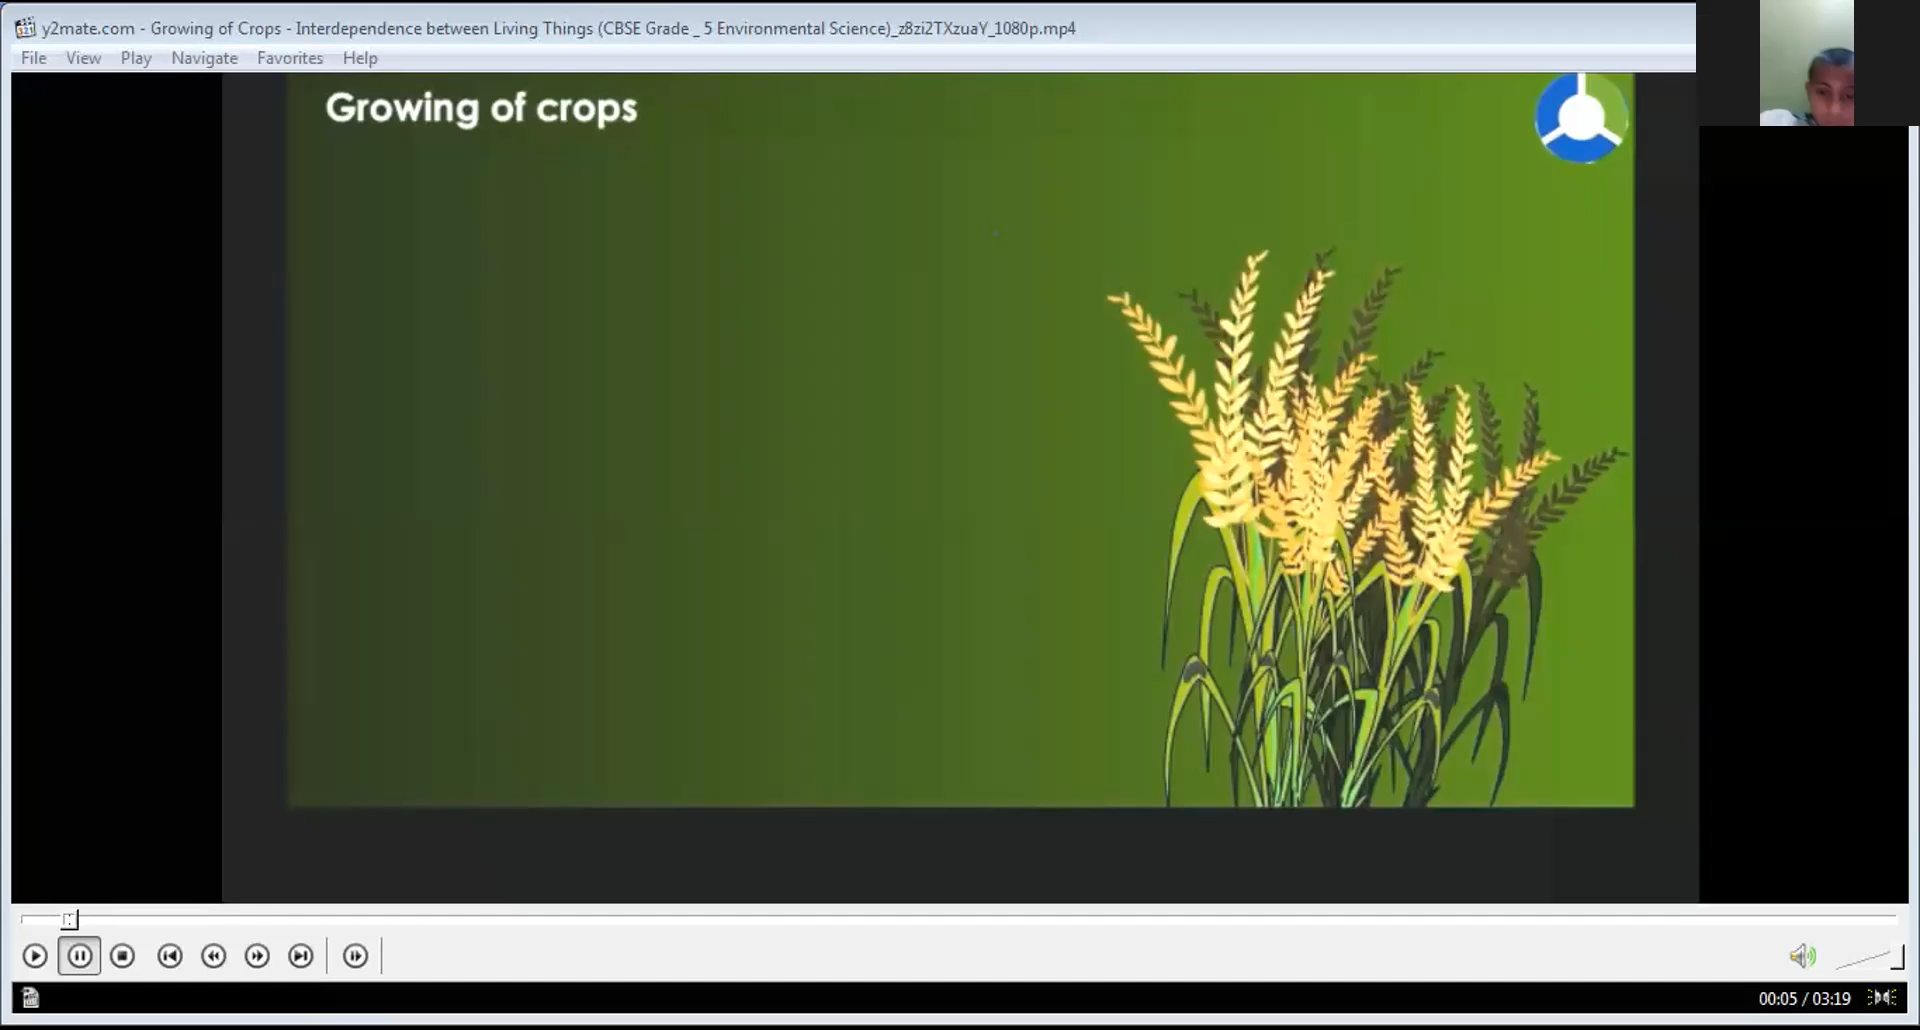 y2mate.com - Growing of Crops - Interdependence between Living Things (CBSE Grade _ 5 Environmental Science)_z8zi2TXzuaY_1080p.mp4
File View Play Navigate Favorites Help
Growing of crops
00:05 / 03:19